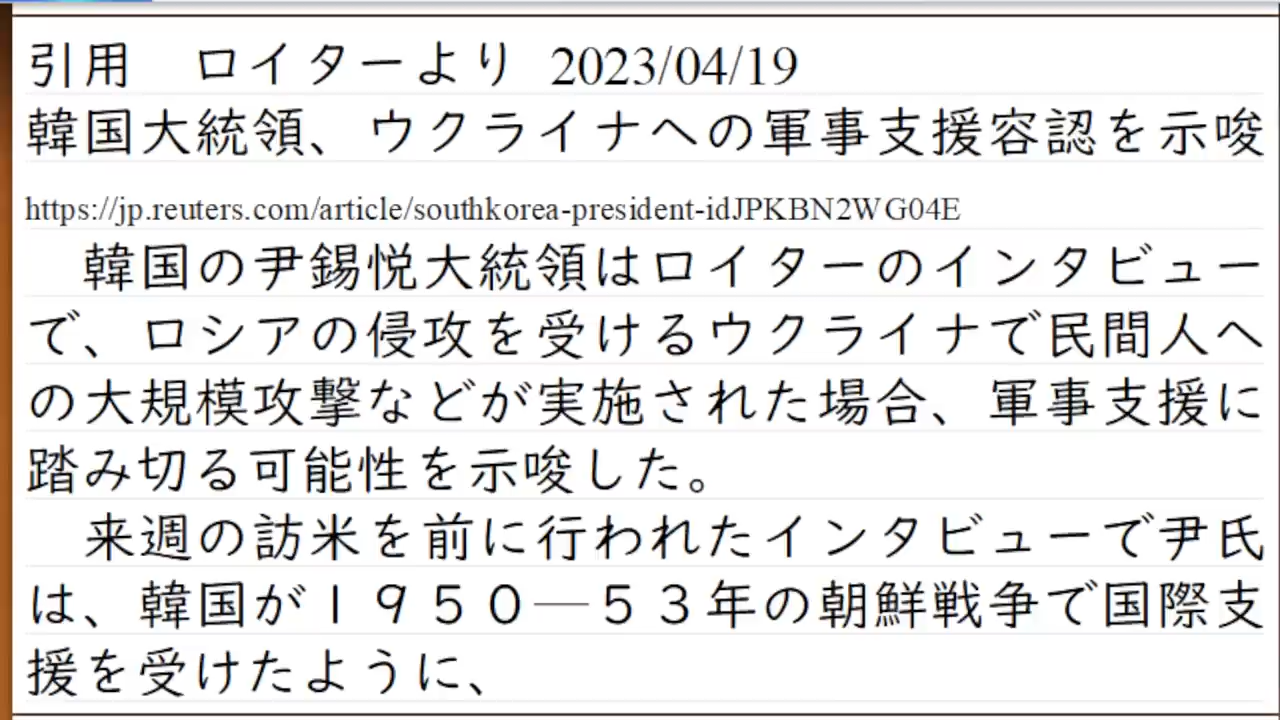 引用　ロイターより 2023/04/19
韓国大統領、ウクライナへの軍事支援容認を示唆
https://jp.reuters.com/article/southkorea-president-idJPKBN2WG04E
　韓国の尹錫悦大統領はロイターのインタビュー
で、ロシアの侵攻を受けるウクライナで民間人へ
の大規模攻撃などが実施された場合、軍事支援に
踏み切る可能性を示唆した。
　来週の訪米を前に行われたインタビューで尹氏
は、韓国が１９５０―５３年の朝鮮戦争で国際支
援を受けたように、